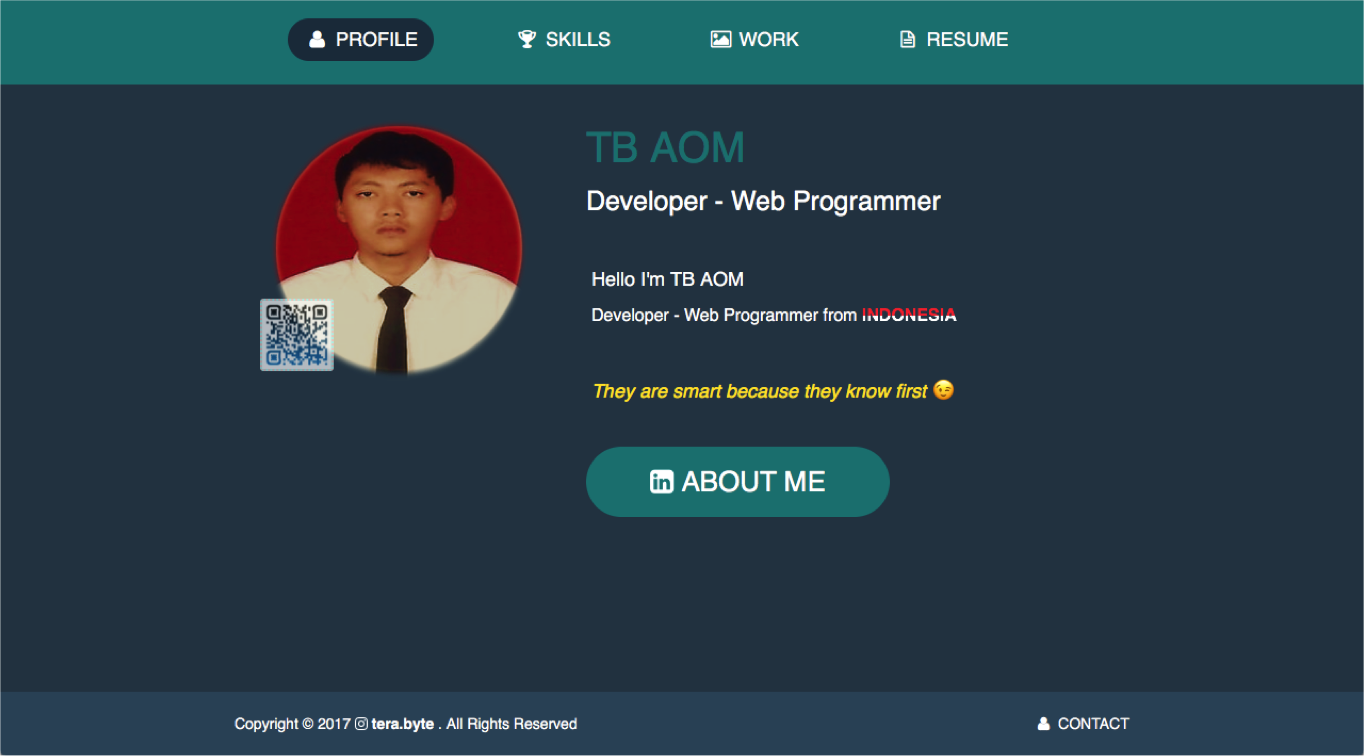 PROFILE
SKILLS
WORK
RESUME
TB AOM
Developer - Web Programmer
Hello I'm TB AOM
Developer - Web Programmer from INDONESIA
They are smart because they know first 😉
ABOUT ME
Copyright © 2017 tera.byte . All Rights Reserved
CONTACT